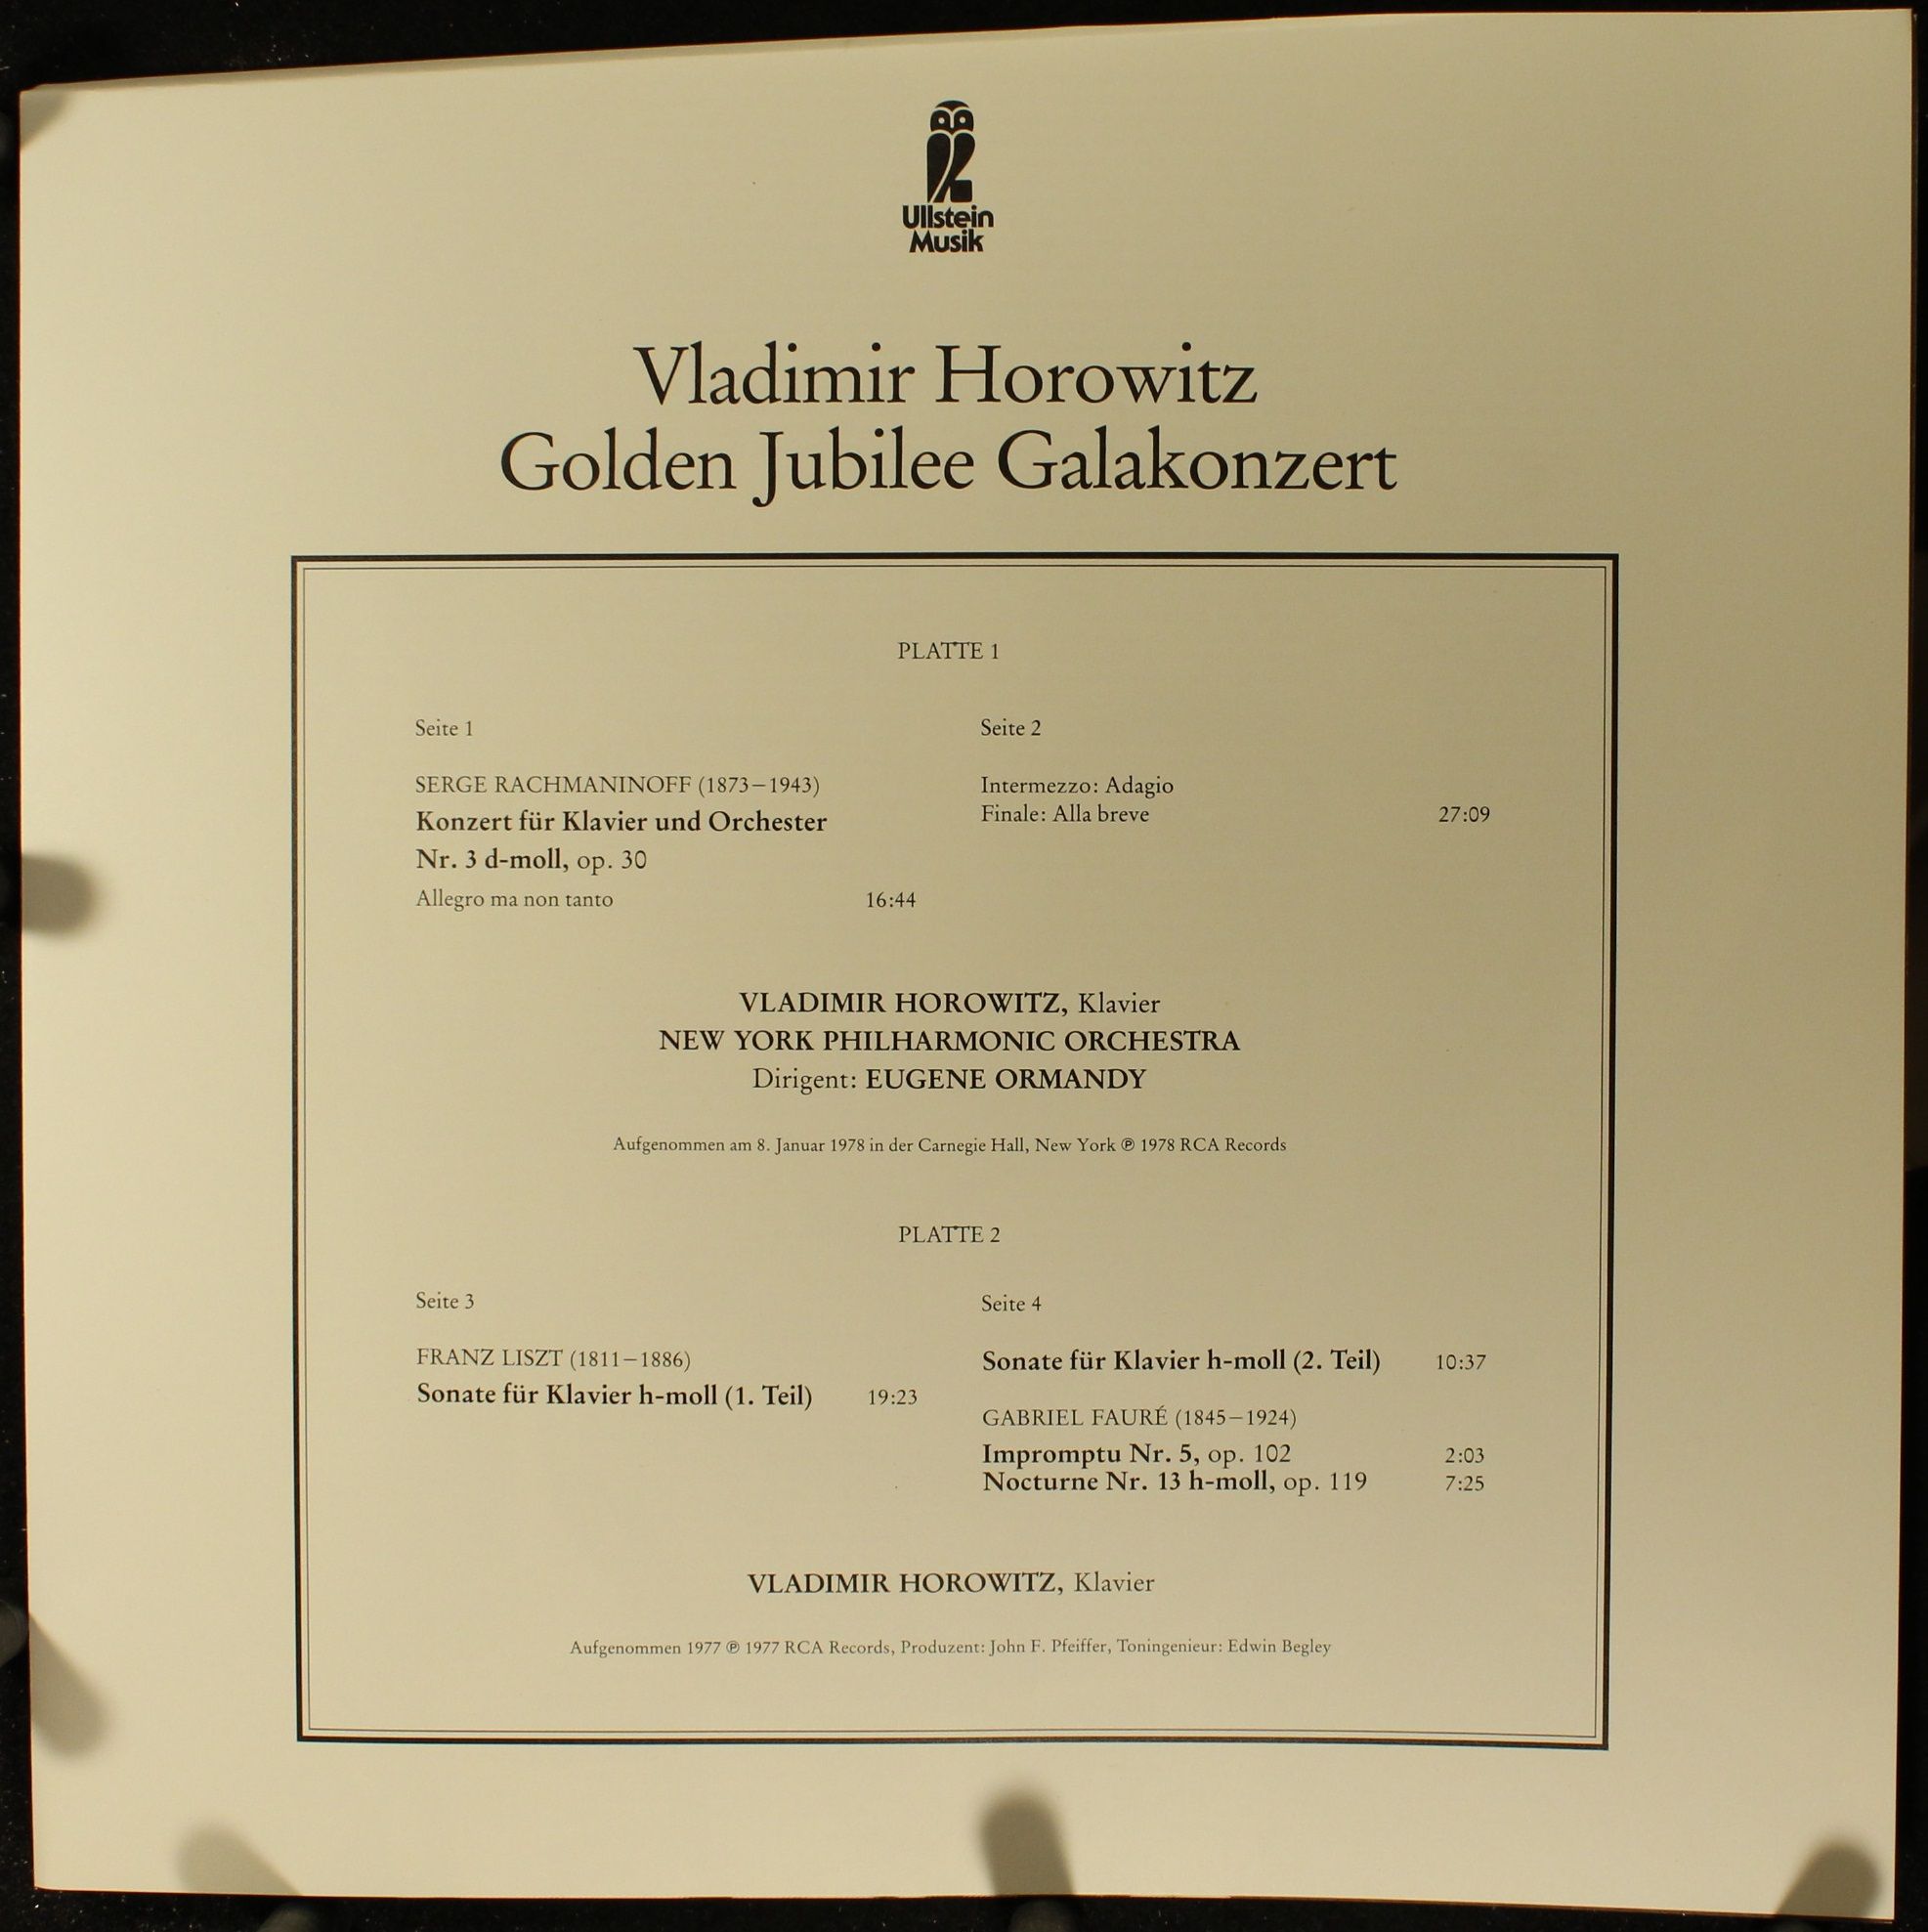 Ullstein
Musik
Vladimir Horowitz
Golden Jubilee Galakonzert
PLATTE 1
Seite 1
SERGE RACHMANINOFF (1873–1943)
Konzert für Klavier und Orchester
Nr. 3 d-moll, op. 30
Allegro ma non tanto 16:44
Seite 2
Intermezzo: Adagio
Finale: Alla breve 27:09
VLADIMIR HOROWITZ, Klavier
NEW YORK PHILHARMONIC ORCHESTRA
Dirigent: EUGENE ORMANDY
Aufgenommen am 8. Januar 1978 in der Carnegie Hall, New York ℗ 1978 RCA Records
PLATTE 2
Seite 3
FRANZ LISZT (1811–1886)
Sonate für Klavier h-moll (1. Teil) 19:23
Seite 4
Sonate für Klavier h-moll (2. Teil) 10:37
GABRIEL FAURÉ (1845–1924)
Impromptu Nr. 5, op. 102 2:03
Nocturne Nr. 13 h-moll, op. 119 7:25
VLADIMIR HOROWITZ, Klavier
Aufgenommen 1977 ℗ 1977 RCA Records, Produzent: John F. Pfeiffer, Toningenieur: Edwin Begley